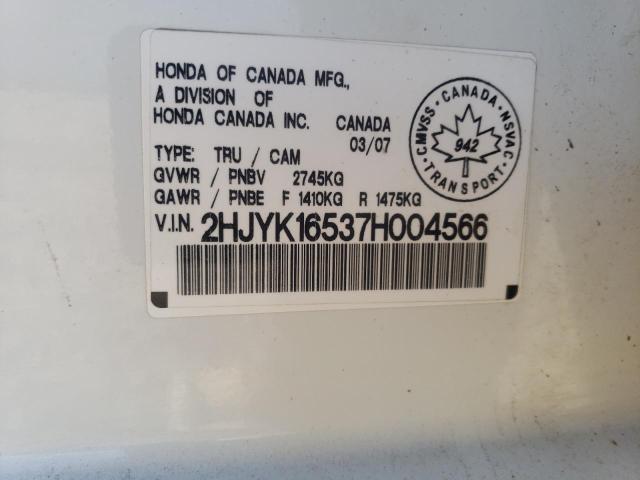 HONDA OF CANADA MFG.,
A DIVISION OF
HONDA CANADA INC. CANADA
03/07
TYPE: TRU / CAM
GVWR / PNBV 2745KG
GAWR / PNBE F 1410KG R 1475KG
V.I.N. 2HJYK16537H004566
CMVSS · CANADA · NSVAC
942
TRANSPORT